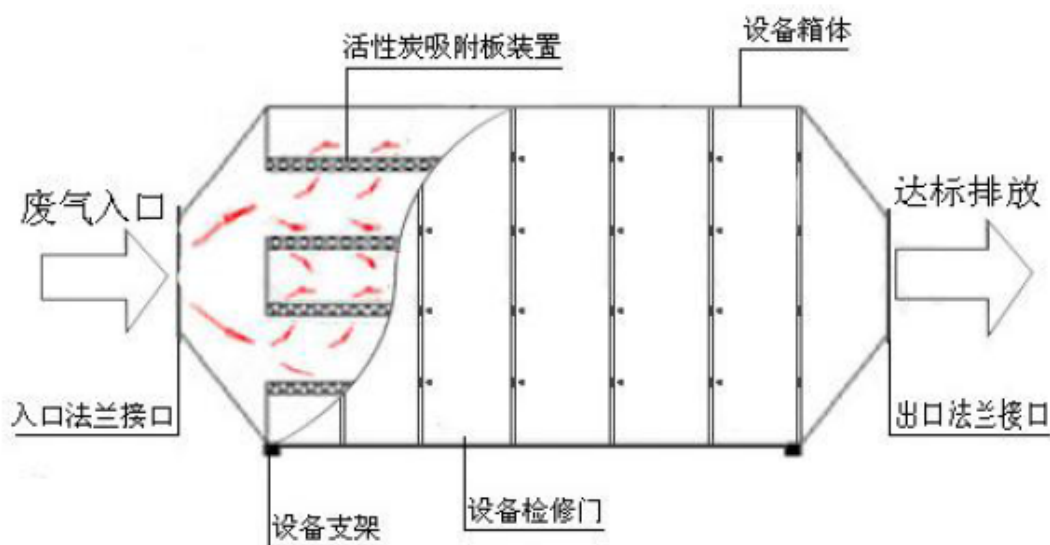 设备箱体
活性炭吸附板装置
废气入口
达标排放
入口法兰接口
出口法兰接口
设备检修门
设备支架